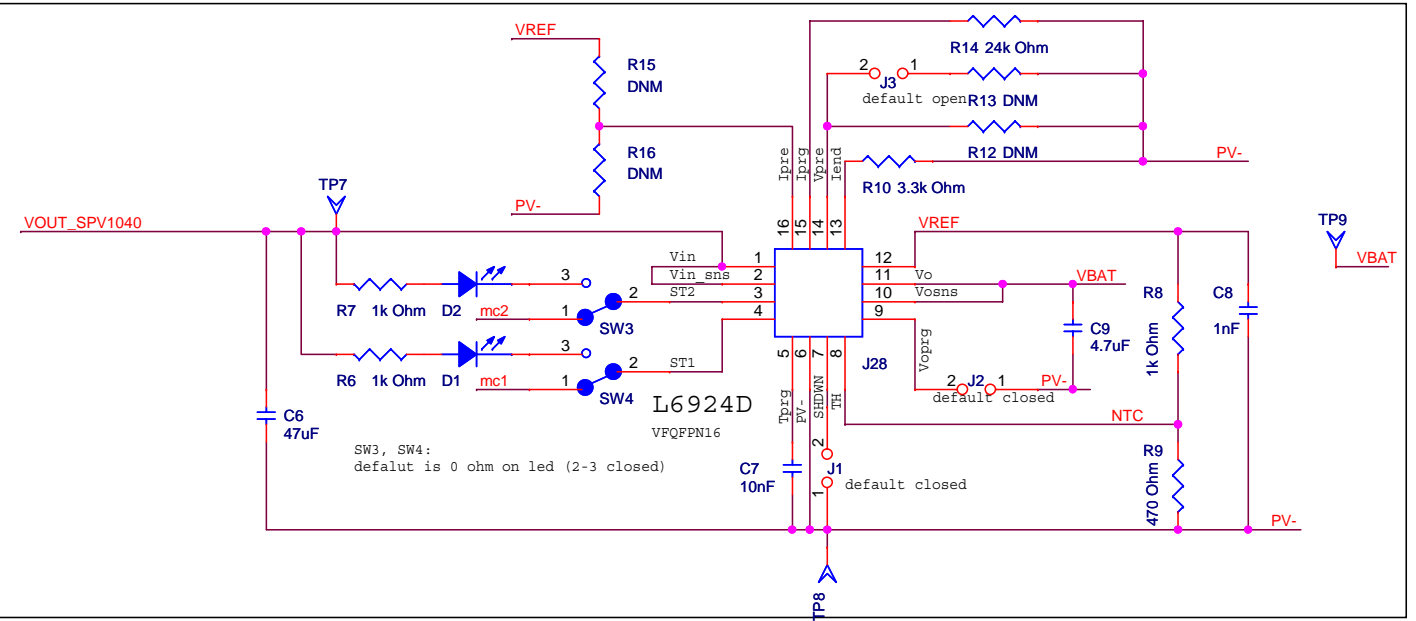 VREF
R15
DNM
R16
DNM
PV-
R14 24k Ohm
2
1
J3
default open
R13 DNM
R12 DNM
PV-
R10 3.3k Ohm
Ipre
Iprg
Vpre
Iend
16
15
14
13
TP7
VOUT_SPV1040
Vin
1
Vin_sns
2
ST2
3
4
12
VREF
11
Vo
VBAT
10
Vosns
9
Voprg
TP9
VBAT
R7
1k Ohm
D2
mc2
3
1
2
SW3
R6
1k Ohm
D1
mc1
3
1
2
SW4
ST1
J28
L6924D
VFQFPN16
C6
47uF
SW3, SW4:
defalut is 0 ohm on led (2-3 closed)
5
6
7
8
Tprg
PV-
SHDWN
TH
C7
10nF
2
1
J1
default closed
2
1
J2
default closed
PV-
C9
4.7uF
R8
1k Ohm
C8
1nF
NTC
R9
470 Ohm
PV-
TP8